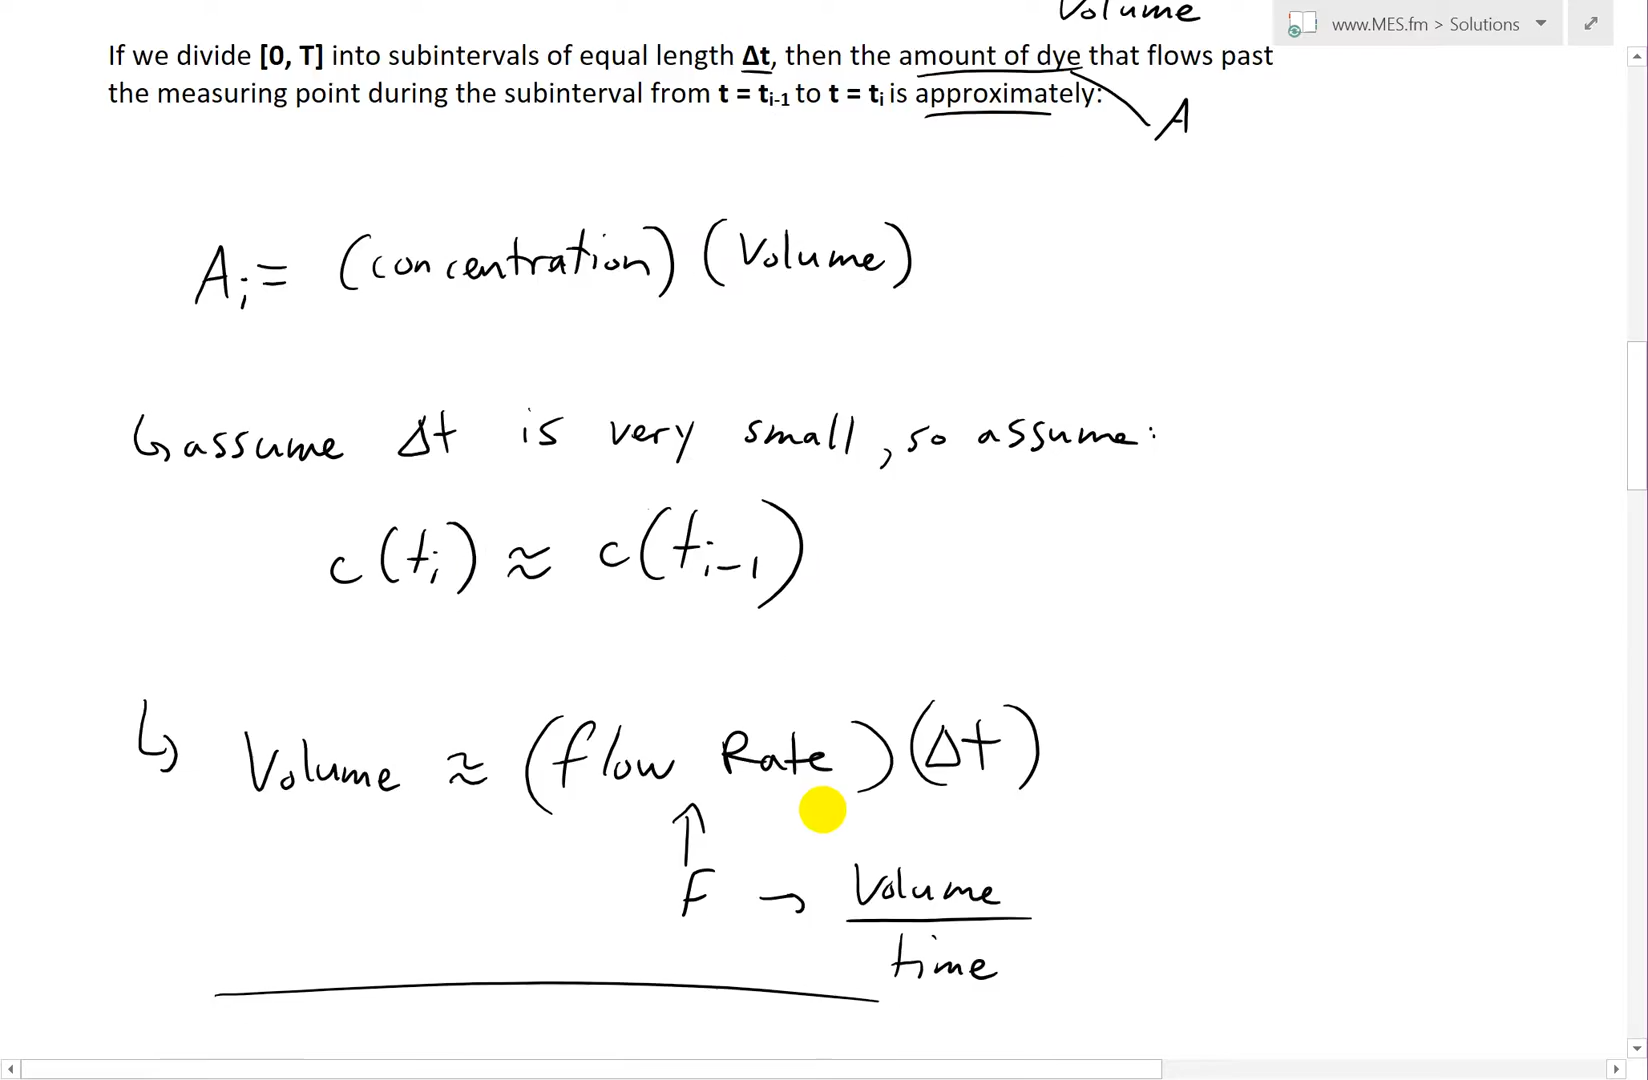 Volume
www.MES.fm > Solutions
If we divide [0, T] into subintervals of equal length Δt, then the amount of dye that flows past
the measuring point during the subinterval from t = tᵢ₋₁ to t = tᵢ is approximately:
A
Aᵢ = (concentration) (Volume)
↳ assume Δt is very small, so assume:
c(tᵢ) ≈ c(tᵢ₋₁)
↳ Volume ≈ (flow Rate)(Δt)
↑
F → Volume
time